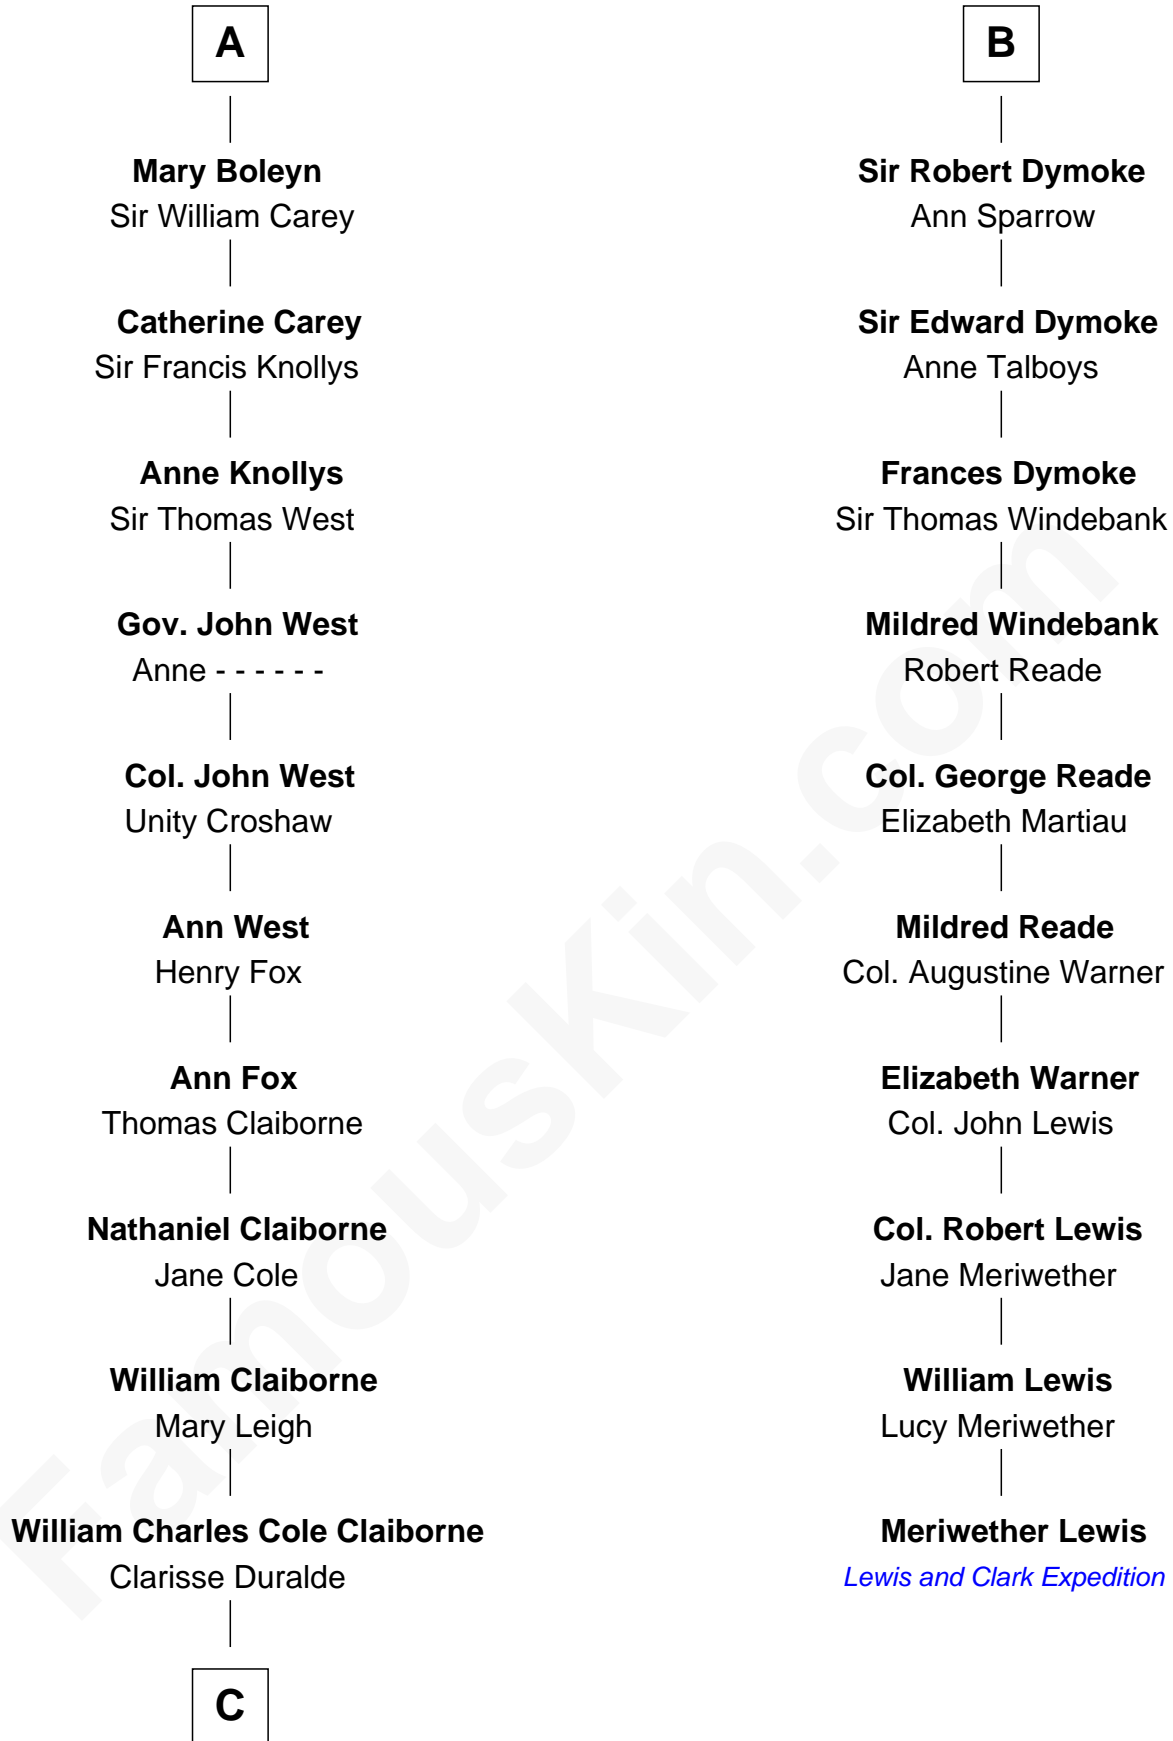 A
Mary Boleyn
Sir William Carey
Catherine Carey
Sir Francis Knollys
Anne Knollys
Sir Thomas West
Gov. John West
Anne - - - - - -
Col. John West
Unity Croshaw
Ann West
Henry Fox
Ann Fox
Thomas Claiborne
Nathaniel Claiborne
Jane Cole
William Claiborne
Mary Leigh
William Charles Cole Claiborne
Clarisse Duralde
C
B
Sir Robert Dymoke
Ann Sparrow
Sir Edward Dymoke
Anne Talboys
Frances Dymoke
Sir Thomas Windebank
Mildred Windebank
Robert Reade
Col. George Reade
Elizabeth Martiau
Mildred Reade
Col. Augustine Warner
Elizabeth Warner
Col. John Lewis
Col. Robert Lewis
Jane Meriwether
William Lewis
Lucy Meriwether
Meriwether Lewis
Lewis and Clark Expedition
FamousKin.com